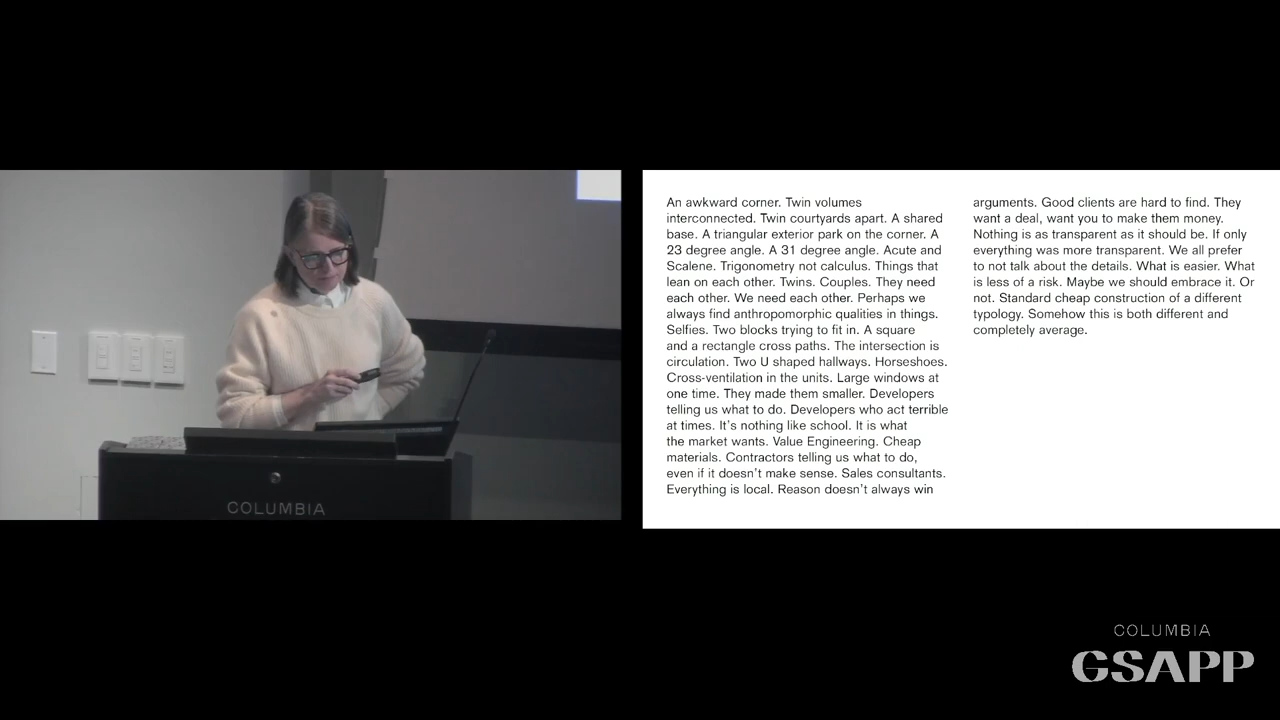 An awkward corner. Twin volumes
interconnected. Twin courtyards apart. A shared
base. A triangular exterior park on the corner. A
23 degree angle. A 31 degree angle. Acute and
Scalene. Trigonometry not calculus. Things that
lean on each other. Twins. Couples. They need
each other. We need each other. Perhaps we
always find anthropomorphic qualities in things.
Selfies. Two blocks trying to fit in. A square
and a rectangle cross paths. The intersection is
circulation. Two U shaped hallways. Horseshoes.
Cross-ventilation in the units. Large windows at
one time. They made them smaller. Developers
telling us what to do. Developers who act terrible
at times. It's nothing like school. It is what
the market wants. Value Engineering. Cheap
materials. Contractors telling us what to do,
even if it doesn't make sense. Sales consultants.
Everything is local. Reason doesn't always win
arguments. Good clients are hard to find. They
want a deal, want you to make them money.
Nothing is as transparent as it should be. If only
everything was more transparent. We all prefer
to not talk about the details. What is easier. What
is less of a risk. Maybe we should embrace it. Or
not. Standard cheap construction of a different
typology. Somehow this is both different and
completely average.
COLUMBIA
COLUMBIA
GSAPP